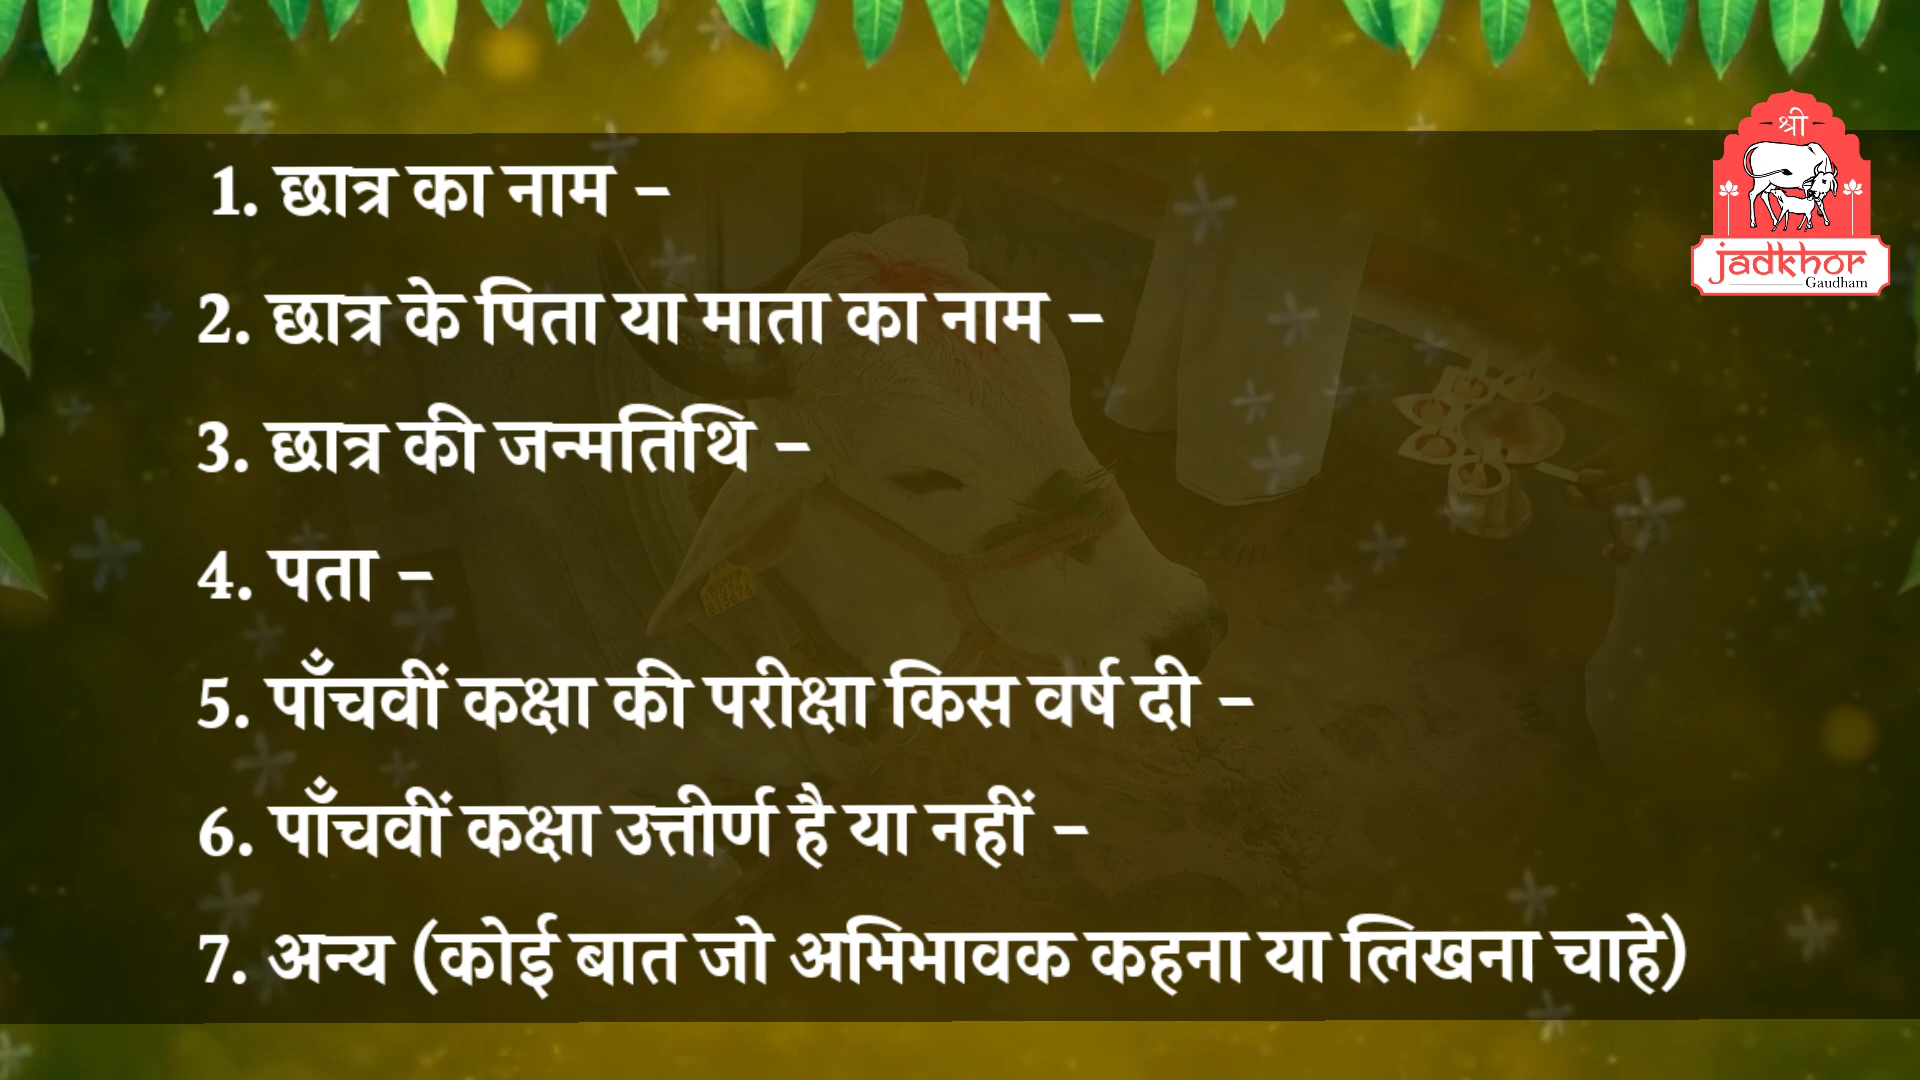 श्री
jadkhor
Gaudham
1. छात्र का नाम –
2. छात्र के पिता या माता का नाम –
3. छात्र की जन्मतिथि –
4. पता –
5. पाँचवीं कक्षा की परीक्षा किस वर्ष दी –
6. पाँचवीं कक्षा उत्तीर्ण है या नहीं –
7. अन्य (कोई बात जो अभिभावक कहना या लिखना चाहे)